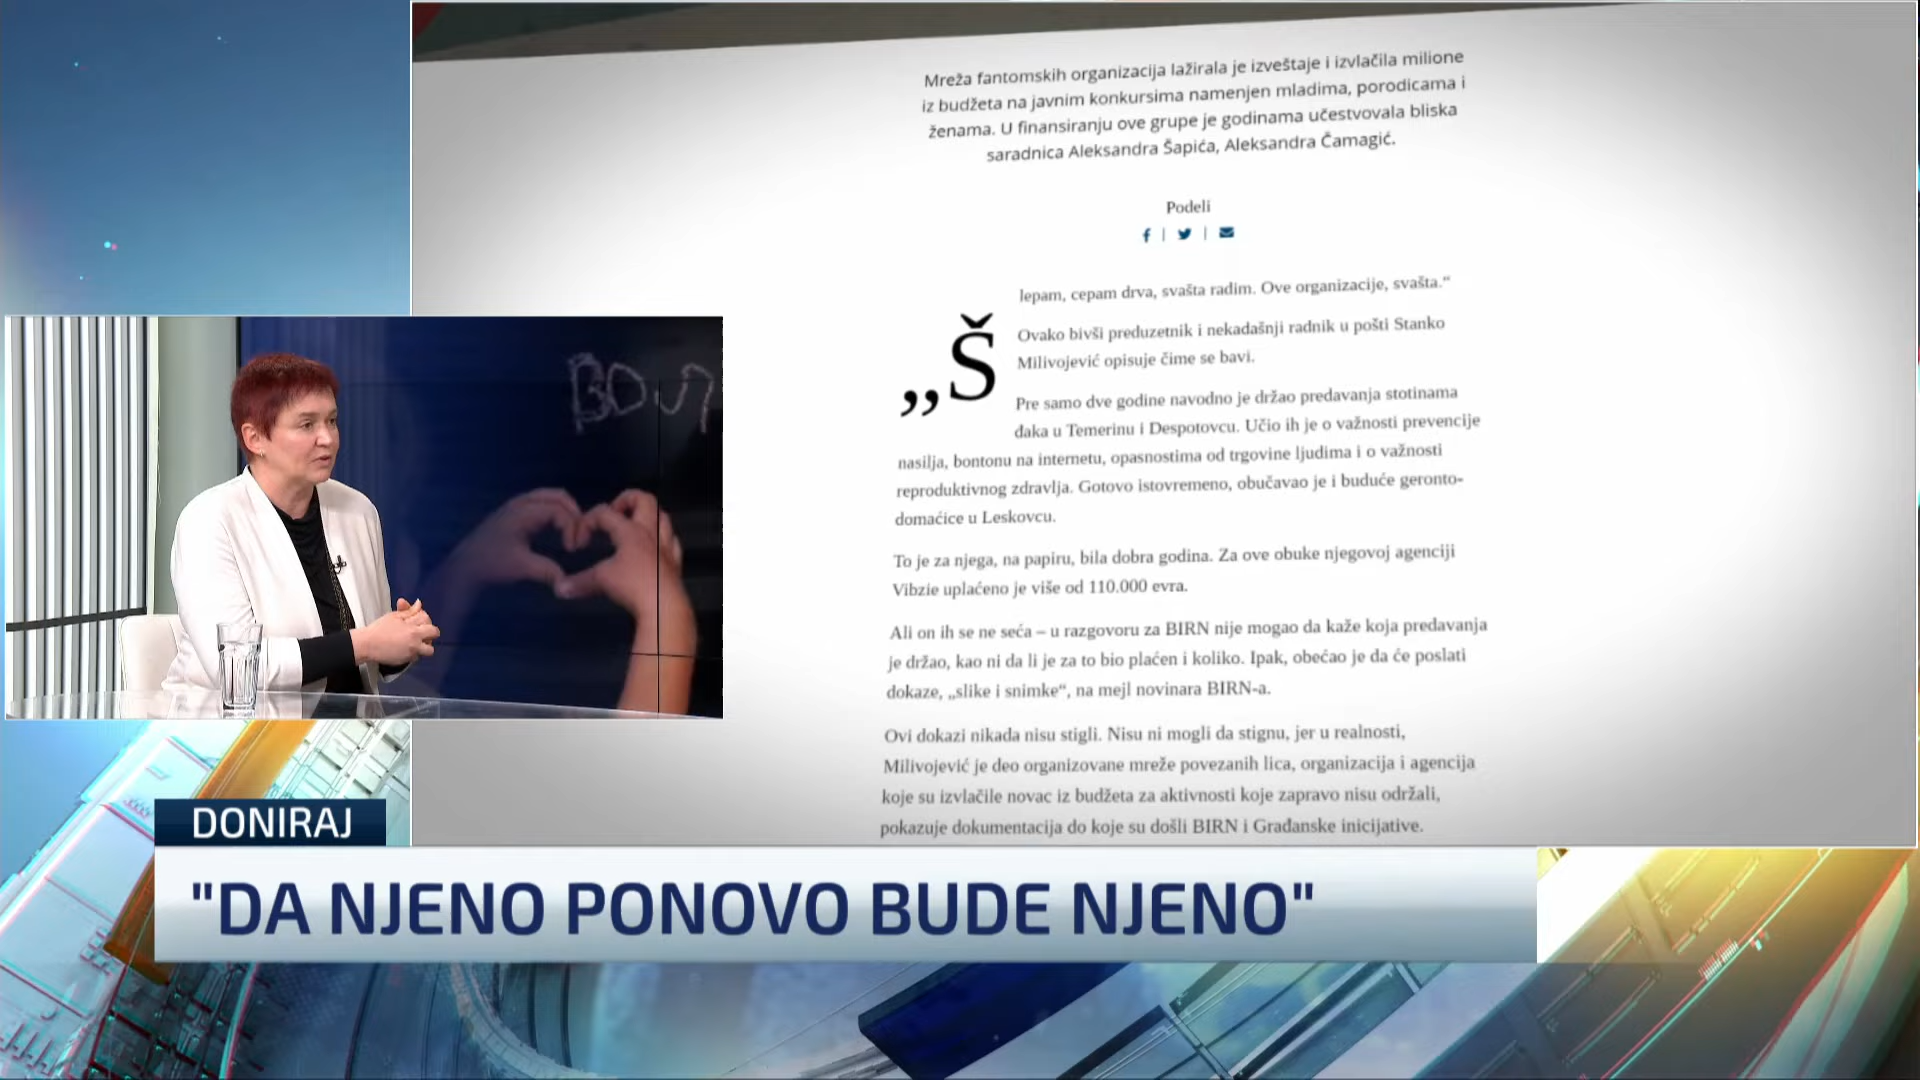 Mreža fantomskih organizacija lažirala je izveštaje i izvlačila milione
iz budžeta na javnim konkursima namenjen mladima, porodicama i
ženama. U finansiranju ove grupe je godinama učestvovala bliska
saradnica Aleksandra Šapića, Aleksandra Čamagić.
Podeli
„Š
lepam, cepam drva, svašta radim. Ove organizacije, svašta.“
Ovako bivši preduzetnik i nekadašnji radnik u pošti Stanko
Milivojević opisuje čime se bavi.
Pre samo dve godine navodno je držao predavanja stotinama
đaka u Temerinu i Despotovcu. Učio ih je o važnosti prevencije
nasilja, bontonu na internetu, opasnostima od trgovine ljudima i o važnosti
reproduktivnog zdravlja. Gotovo istovremeno, obučavao je i buduće geronto-
domaćice u Leskovcu.
To je za njega, na papiru, bila dobra godina. Za ove obuke njegovoj agenciji
Vibzie uplaćeno je više od 110.000 evra.
Ali on ih se ne seća – u razgovoru za BIRN nije mogao da kaže koja predavanja
je držao, kao ni da li je za to bio plaćen i koliko. Ipak, obećao je da će poslati
dokaze, „slike i snimke“, na mejl novinara BIRN-a.
Ovi dokazi nikada nisu stigli. Nisu ni mogli da stignu, jer u realnosti,
Milivojević je deo organizovane mreže povezanih lica, organizacija i agencija
koje su izvlačile novac iz budžeta za aktivnosti koje zapravo nisu održali,
pokazuje dokumentacija do koje su došli BIRN i Građanske inicijative.
DONIRAJ
"DA NJENO PONOVO BUDE NJENO"